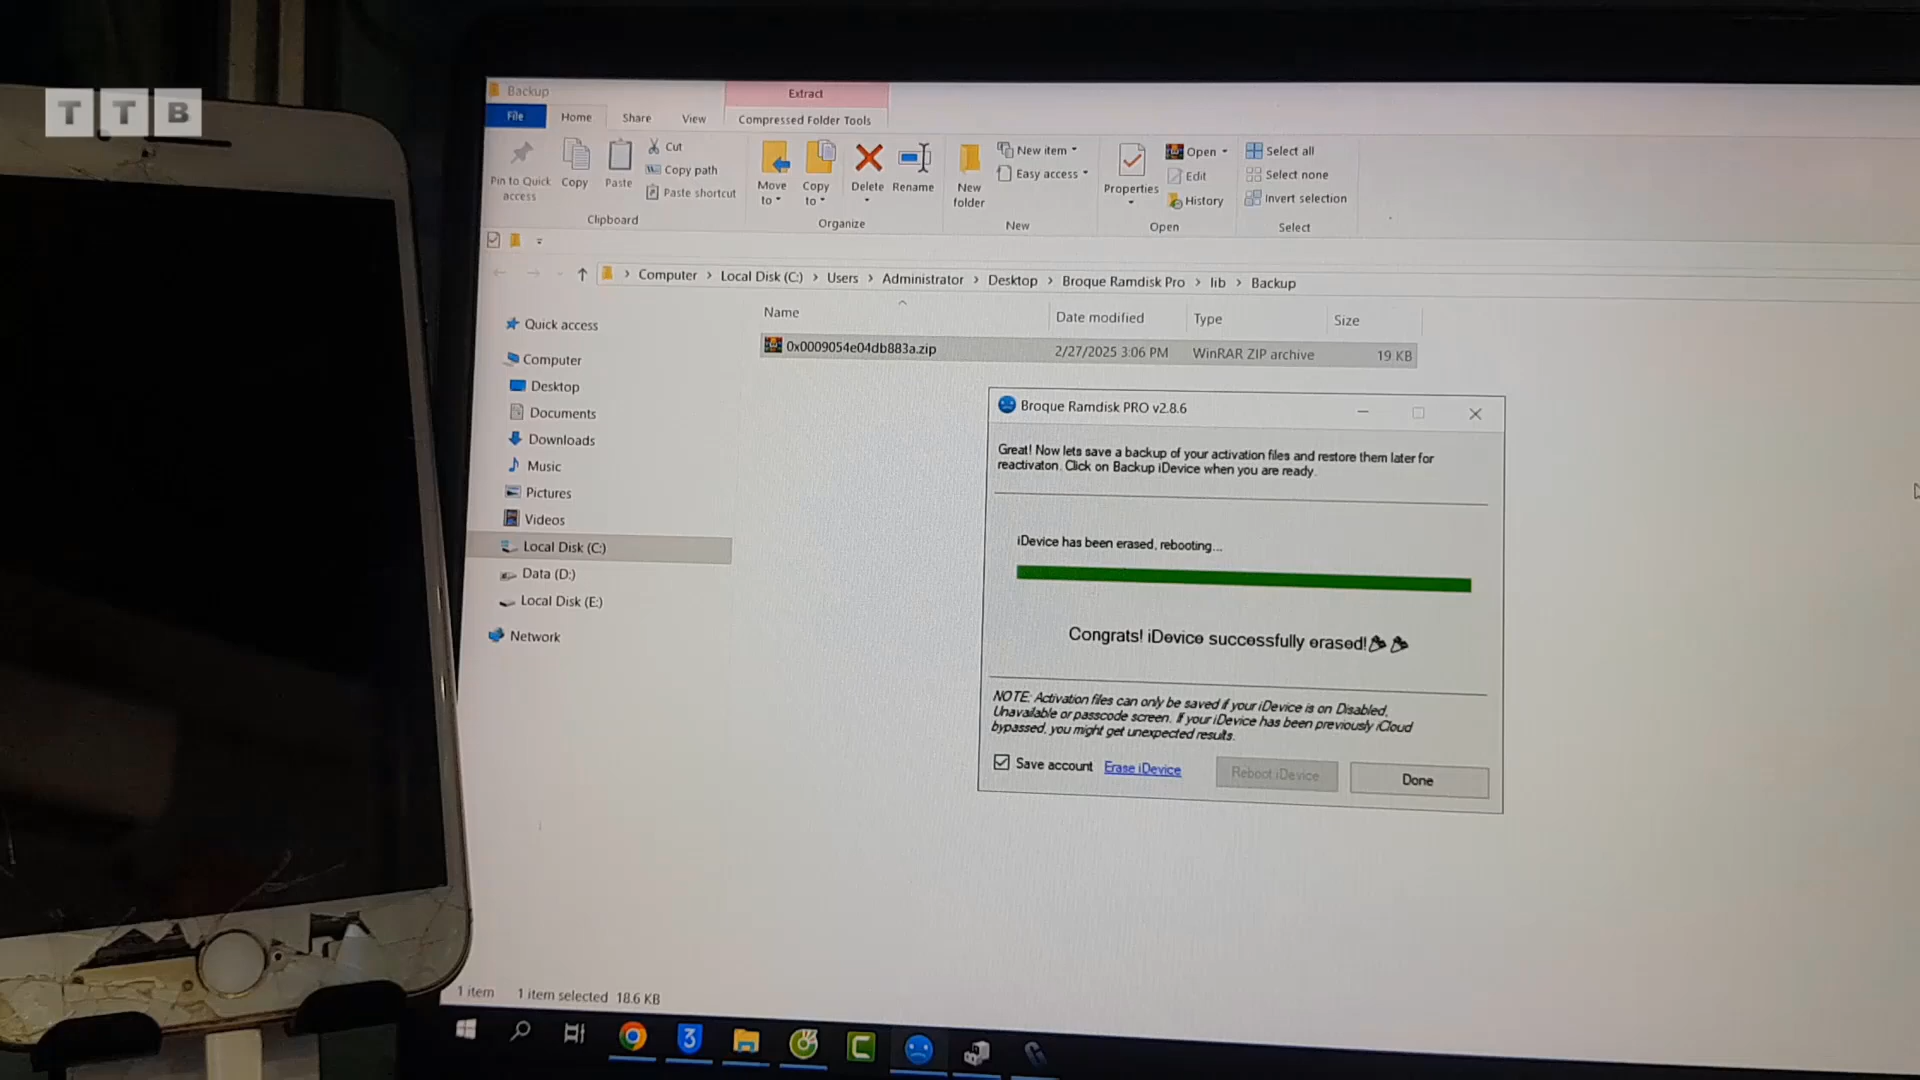 T.T B
Backup
Extract
File
Home
Share
View
Compressed Folder Tools
Pin to Quick
access
Copy
Paste
Cut
Copy path
Paste shortcut
Clipboard
Move
to
Copy
to
Delete
Rename
Organize
New
folder
New item
Easy access
New
Properties
Open
Edit
History
Open
Select all
Select none
Invert selection
Select
Computer > Local Disk (C:) > Users > Administrator > Desktop > Broque Ramdisk Pro > lib > Backup
Name
Date modified
Type
Size
0x0009054e04db883a.zip
2/27/2025 3:06 PM
WinRAR ZIP archive
19 KB
Quick access
Computer
Desktop
Documents
Downloads
Music
Pictures
Videos
Local Disk (C:)
Data (D:)
Local Disk (E:)
Network
Broque Ramdisk PRO v2.8.6
Great! Now lets save a backup of your activation files and restore them later for
reactivaton. Click on Backup iDevice when you are ready.
iDevice has been erased, rebooting...
Congrats! iDevice successfully erased!
NOTE: Activation files can only be saved if your iDevice is on Disabled,
Unavailable or passcode screen. If your iDevice has been previously iCloud
bypassed, you might get unexpected results.
Save account
Erase iDevice
Reboot iDevice
Done
1 item
1 item selected 18.6 KB
3
C